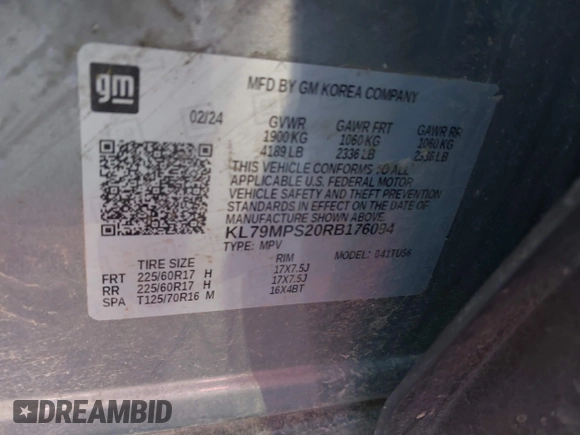 gm
MFD BY GM KOREA COMPANY
02/24 GVWR GAWR FRT GAWR RR
1900 KG 1060 KG 1060 KG
4189 LB 2336 LB 2336 LB
THIS VEHICLE CONFORMS TO ALL
APPLICABLE U.S. FEDERAL MOTOR
VEHICLE SAFETY AND THEFT PREVENTION
STANDARDS IN EFFECT ON THE DATE OF
MANUFACTURE SHOWN ABOVE.
KL79MPS20RB176094
TYPE: MPV MODEL:
TIRE SIZE RIM
FRT 225/60R17 H 17X7.5J
RR 225/60R17 H 17X7.5J
SPA T125/70R16 M 16X4BT
DREAMBID